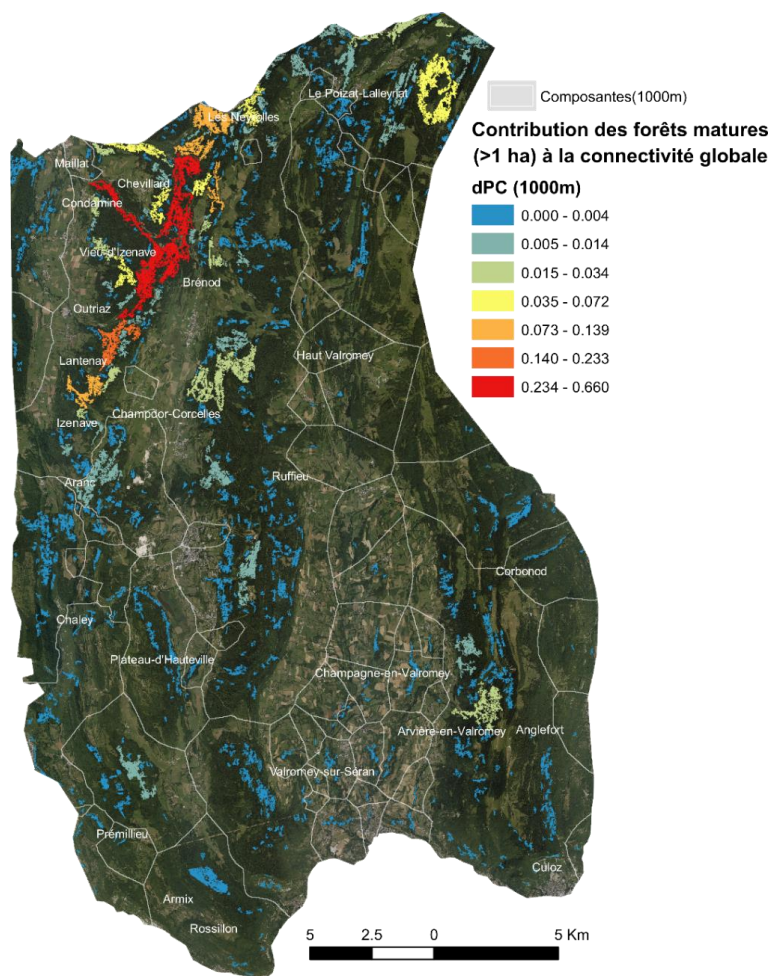 Le Poizat-Lalleyriat
Les Neyrolles
Maillat
Chevillard
Condamine
Vieu-d'Izenave
Brénod
Outriaz
Lantenay
Haut Valromey
Izenave
Champdor-Corcelles
Aranc
Ruffieu
Corbonod
Chaley
Plateau-d'Hauteville
Champagne-en-Valromey
Arvière-en-Valromey
Anglefort
Valromey-sur-Séran
Prémillieu
Culoz
Armix
Rossillon
Composantes(1000m)
Contribution des forêts matures
(>1 ha) à la connectivité globale
dPC (1000m)
0.000 - 0.004
0.005 - 0.014
0.015 - 0.034
0.035 - 0.072
0.073 - 0.139
0.140 - 0.233
0.234 - 0.660
5 2.5 0 5 Km